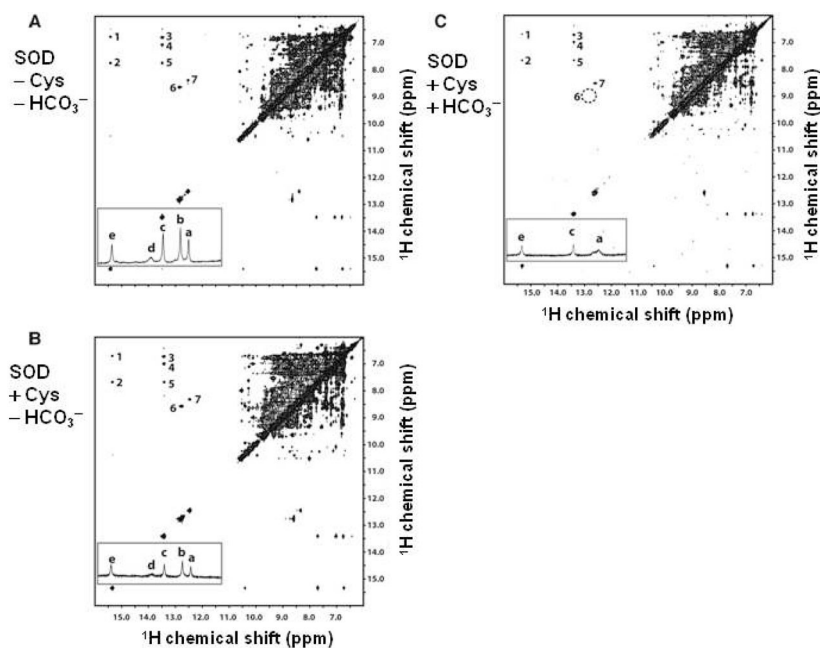 A
SOD
– Cys
– HCO₃⁻
1
3
4
2
5
7
6
e
d
c
b
a
7.0
8.0
9.0
10.0
11.0
12.0
13.0
14.0
15.0
¹H chemical shift (ppm)
C
SOD
+ Cys
+ HCO₃⁻
1
3
4
2
5
7
6
e
c
a
7.0
8.0
9.0
10.0
11.0
12.0
13.0
14.0
15.0
¹H chemical shift (ppm)
15.0 14.0 13.0 12.0 11.0 10.0 9.0 8.0 7.0
¹H chemical shift (ppm)
B
SOD
+ Cys
– HCO₃⁻
1
3
4
2
5
7
6
e
d
c
b
a
7.0
8.0
9.0
10.0
11.0
12.0
13.0
14.0
15.0
¹H chemical shift (ppm)
15.0 14.0 13.0 12.0 11.0 10.0 9.0 8.0 7.0
¹H chemical shift (ppm)